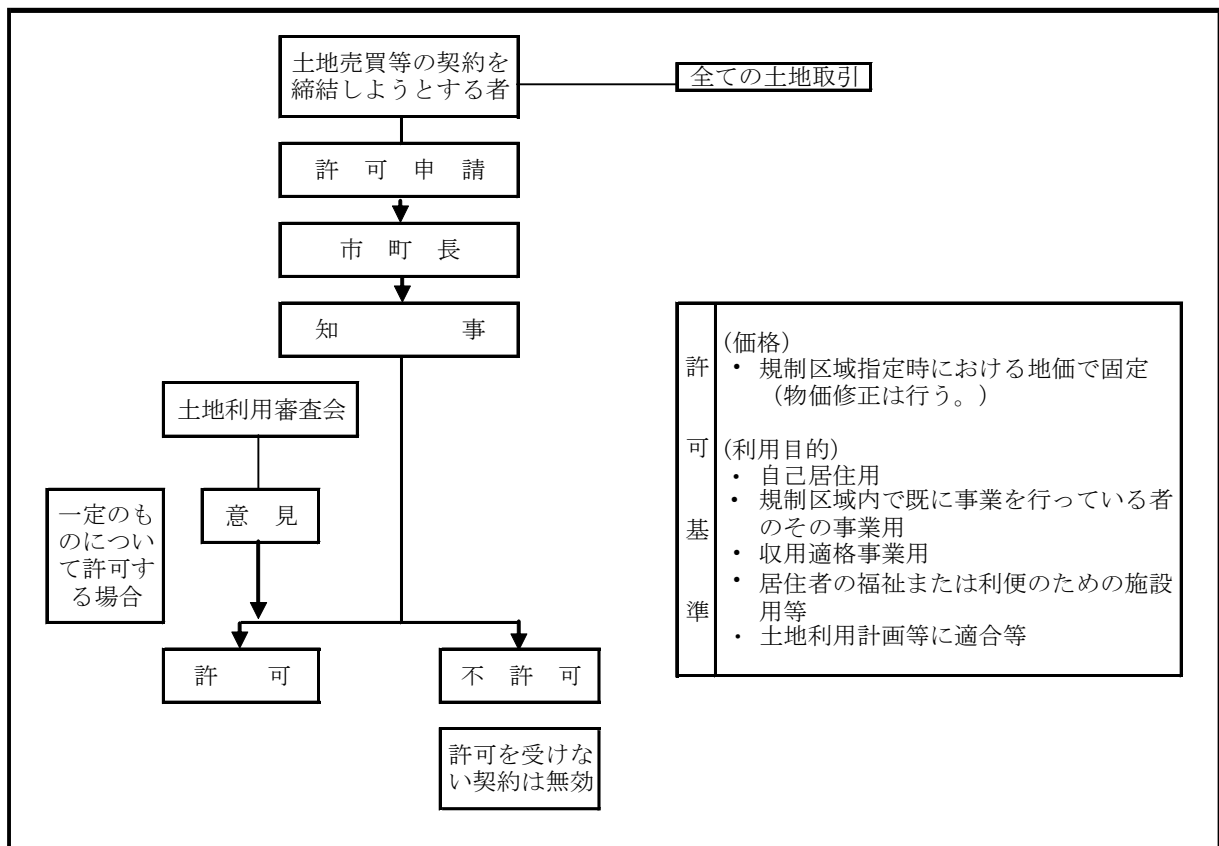 土地売買等の契約を
締結しようとする者
全ての土地取引
許 可 申 請
市 町 長
知 事
土地利用審査会
意 見
一定のも
のについ
て許可す
る場合
許 可
不 許 可
許可を受けな
い契約は無効
許 可 基 準
(価格)
・ 規制区域指定時における地価で固定
(物価修正は行う。)
(利用目的)
・ 自己居住用
・ 規制区域内で既に事業を行っている者
のその事業用
・ 収用適格事業用
・ 居住者の福祉または利便のための施設
用等
・ 土地利用計画等に適合等